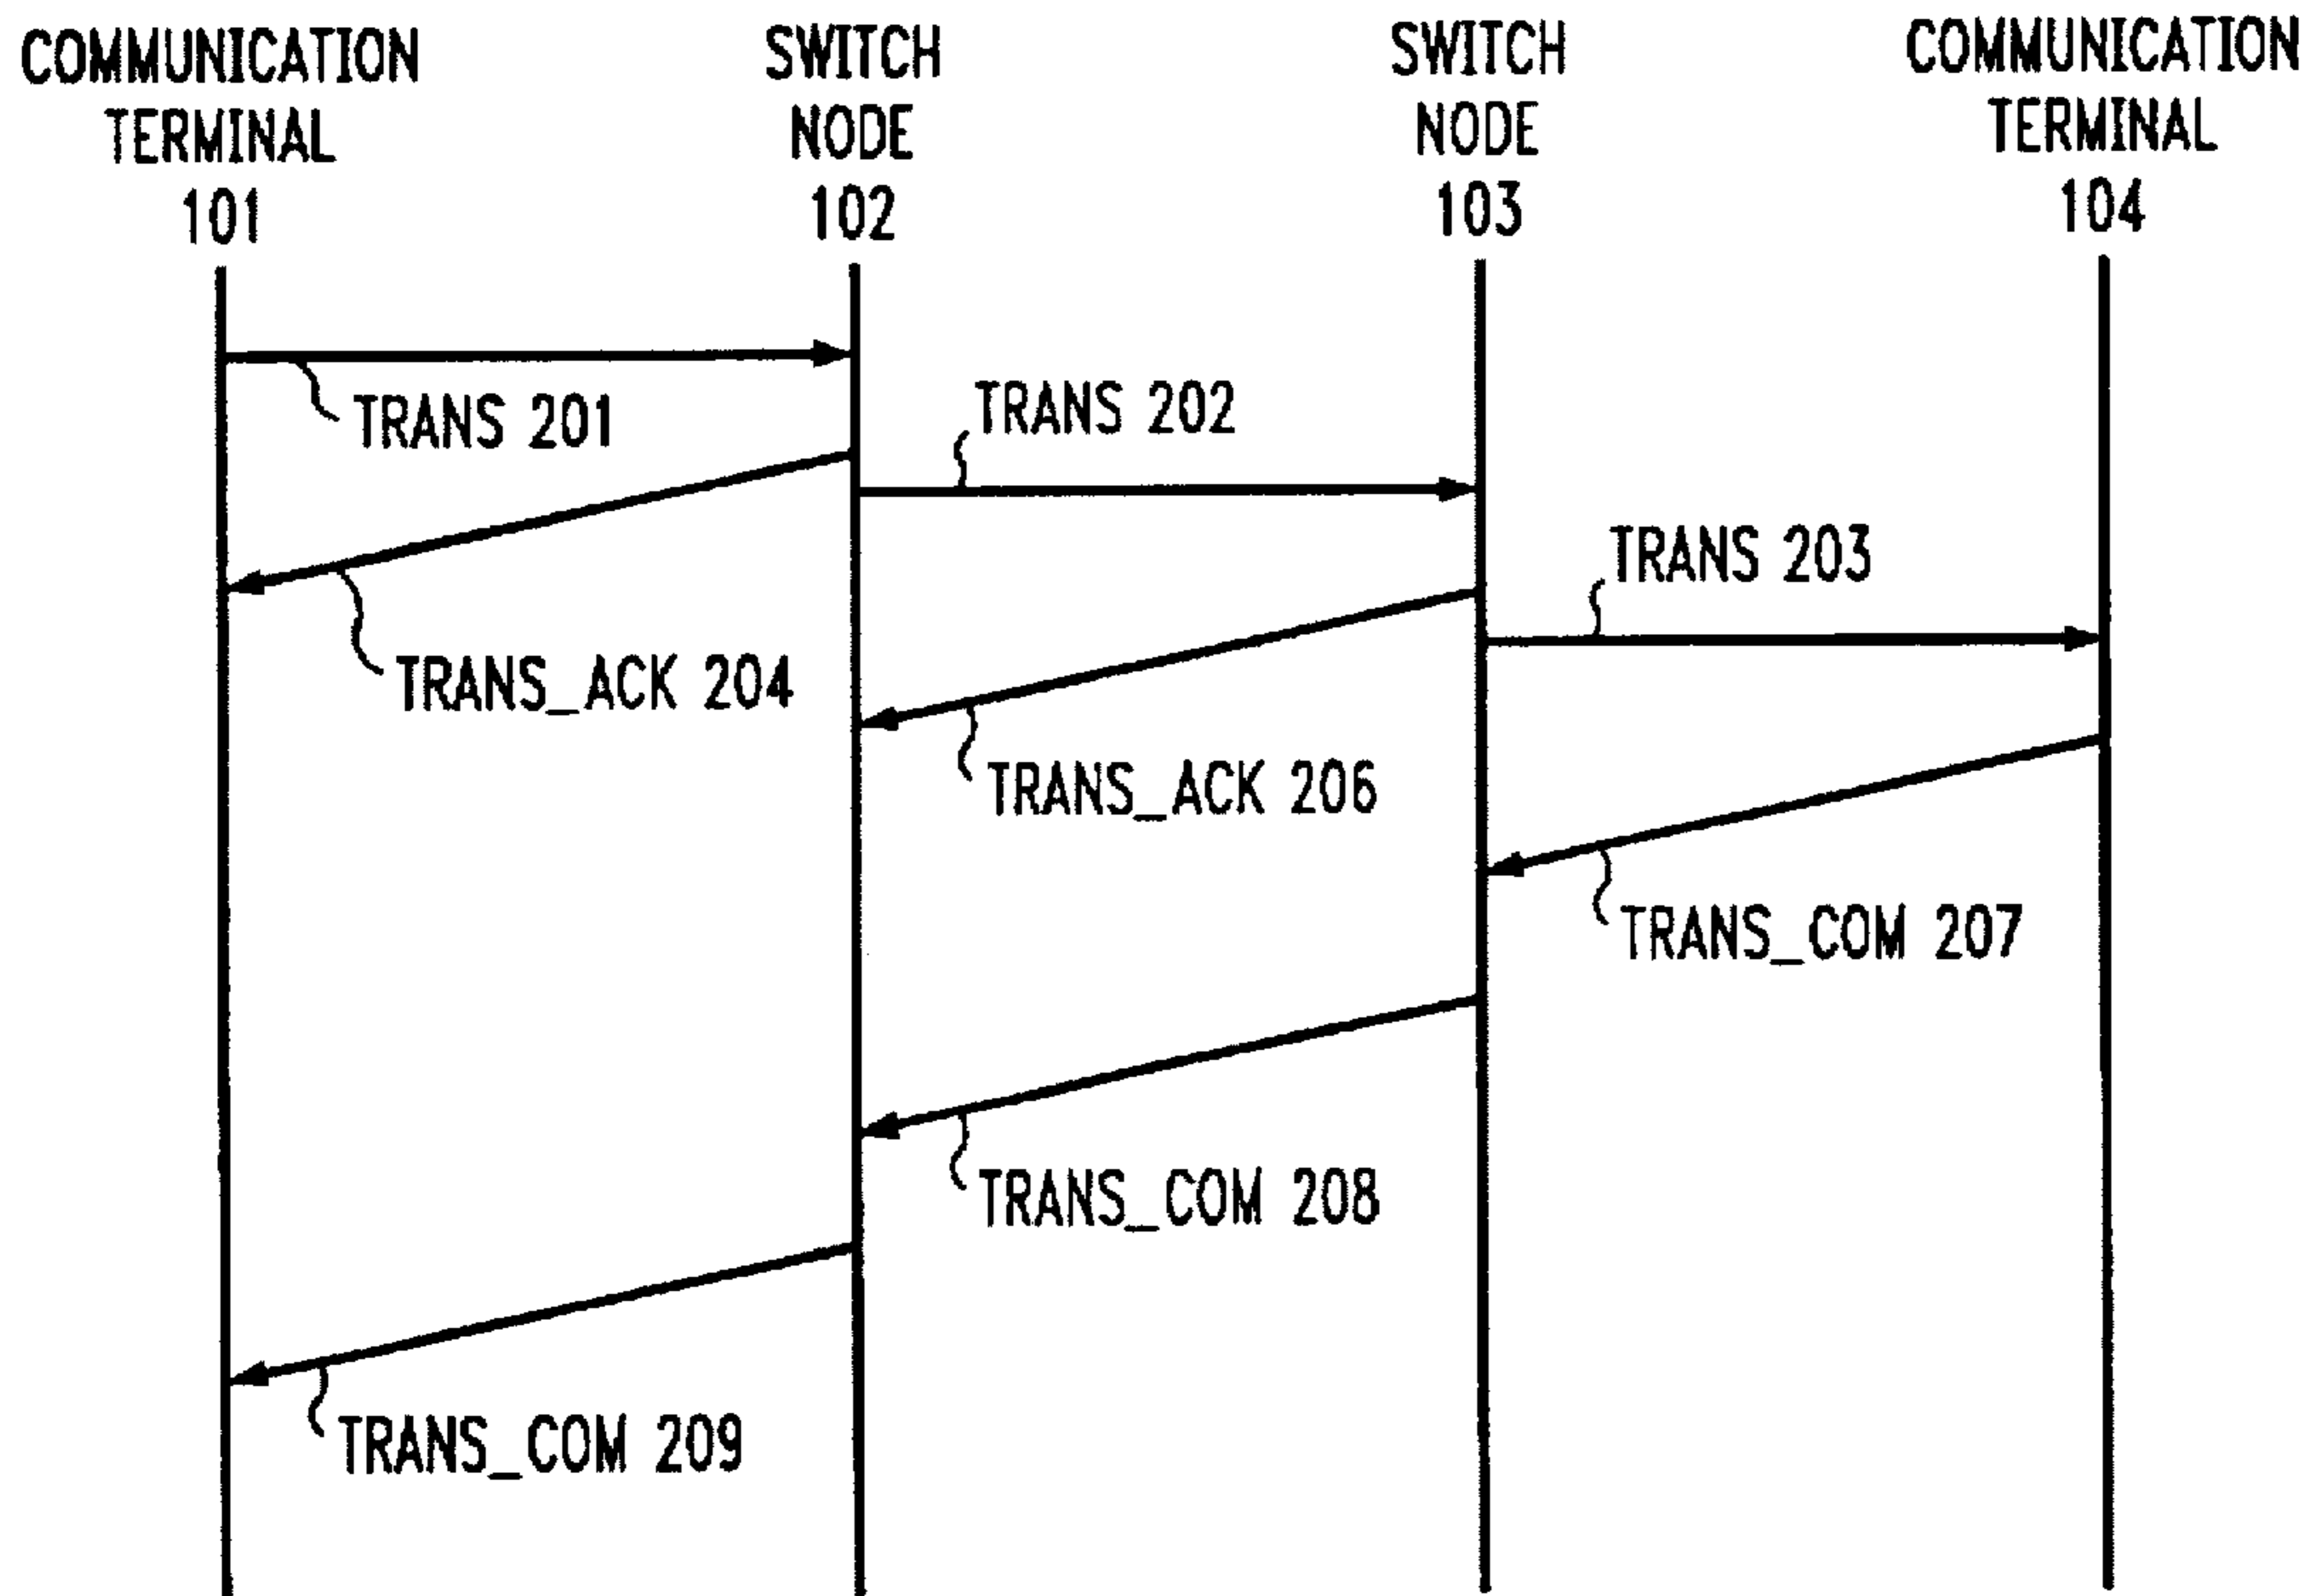 COMMUNICATION
TERMINAL
101
SWITCH
NODE
102
SWITCH
NODE
103
COMMUNICATION
TERMINAL
104
TRANS 201
TRANS 202
TRANS 203
TRANS_ACK 204
TRANS_ACK 206
TRANS_COM 207
TRANS_COM 208
TRANS_COM 209